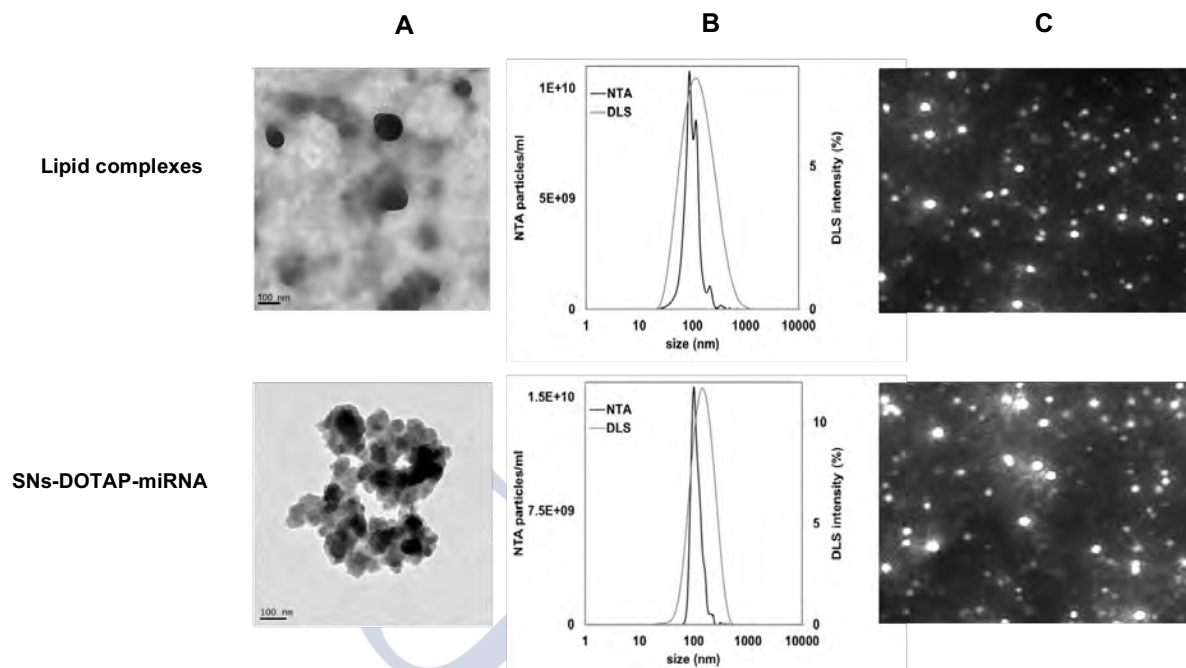 A
B
C
Lipid complexes
100 nm
NTA particles/ml
1E+10
5E+09
0
NTA
DLS
5
0
DLS intensity (%)
1 10 100 1000 10000
size (nm)
SNs-DOTAP-miRNA
100 nm
NTA particles/ml
1.5E+10
7.5E+09
0
NTA
DLS
10
5
0
DLS intensity (%)
1 10 100 1000 10000
size (nm)